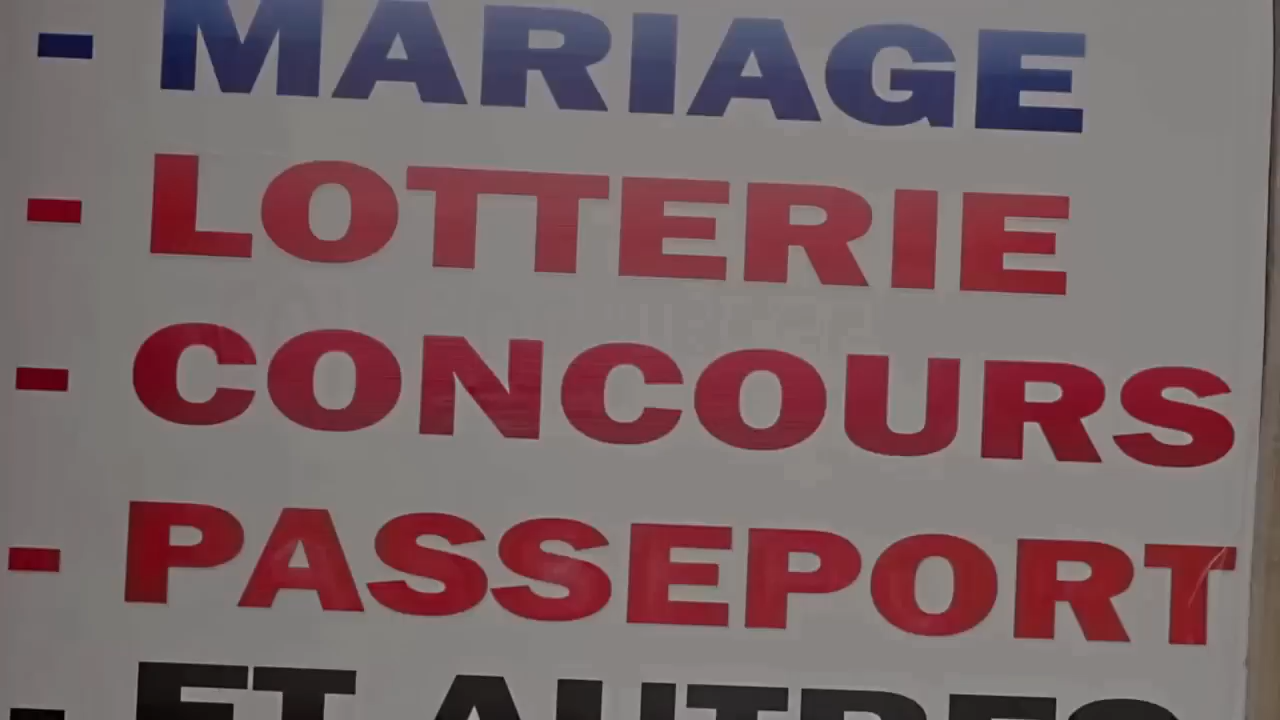 - MARIAGE
- LOTTERIE
- CONCOURS
- PASSEPORT
- ET AUTRES